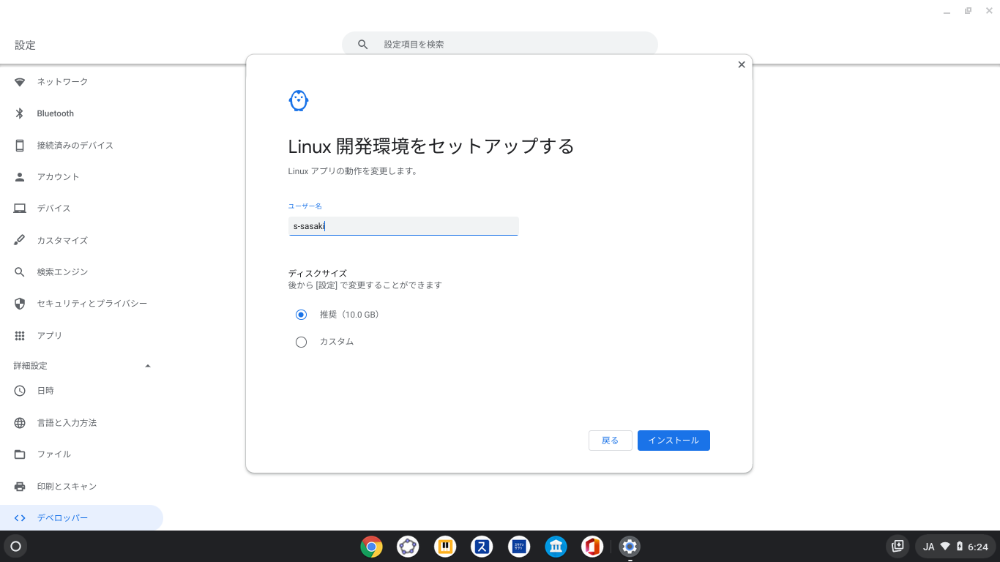 設定
設定項目を検索
ネットワーク
Bluetooth
接続済みのデバイス
アカウント
デバイス
カスタマイズ
検索エンジン
セキュリティとプライバシー
アプリ
詳細設定
日時
言語と入力方法
ファイル
印刷とスキャン
デベロッパー
Linux 開発環境をセットアップする
Linux アプリの動作を変更します。
ユーザー名
s-sasaki
ディスクサイズ
後から [設定] で変更することができます
推奨（10.0 GB）
カスタム
戻る
インストール
ス
スタディ
サプリ
JA
6:24